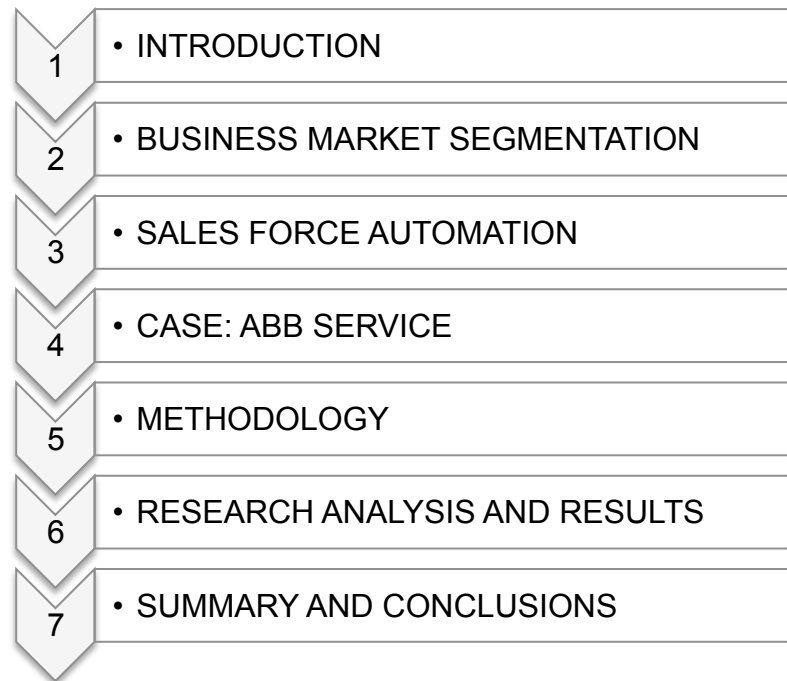 1 • INTRODUCTION
2 • BUSINESS MARKET SEGMENTATION
3 • SALES FORCE AUTOMATION
4 • CASE: ABB SERVICE
5 • METHODOLOGY
6 • RESEARCH ANALYSIS AND RESULTS
7 • SUMMARY AND CONCLUSIONS